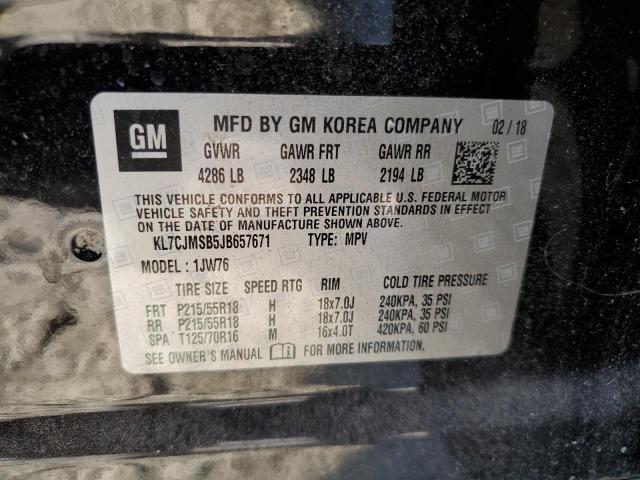 GM MFD BY GM KOREA COMPANY 02/18
GVWR GAWR FRT GAWR RR
4286 LB 2348 LB 2194 LB
THIS VEHICLE CONFORMS TO ALL APPLICABLE U.S. FEDERAL MOTOR
VEHICLE SAFETY AND THEFT PREVENTION STANDARDS IN EFFECT
ON THE DATE OF MANUFACTURE SHOWN ABOVE.
KL7CJMSB5JB657671 TYPE: MPV
MODEL: 1JW76
TIRE SIZE SPEED RTG RIM COLD TIRE PRESSURE
FRT P215/55R18 H 18x7.0J 240KPA, 35 PSI
RR P215/55R18 H 18x7.0J 240KPA, 35 PSI
SPA T125/70R16 M 16x4.0T 420KPA, 60 PSI
SEE OWNER'S MANUAL FOR MORE INFORMATION.